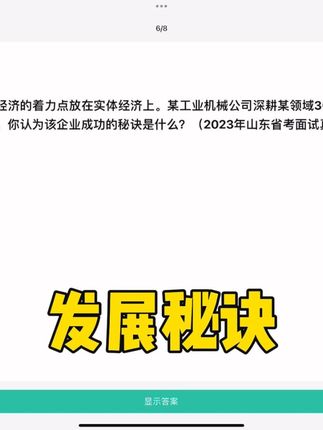 6/8
经济的着力点放在实体经济上。某工业机械公司深耕某领域3
你认为该企业成功的秘诀是什么？（2023年山东省考面试
发展秘诀
显示答案